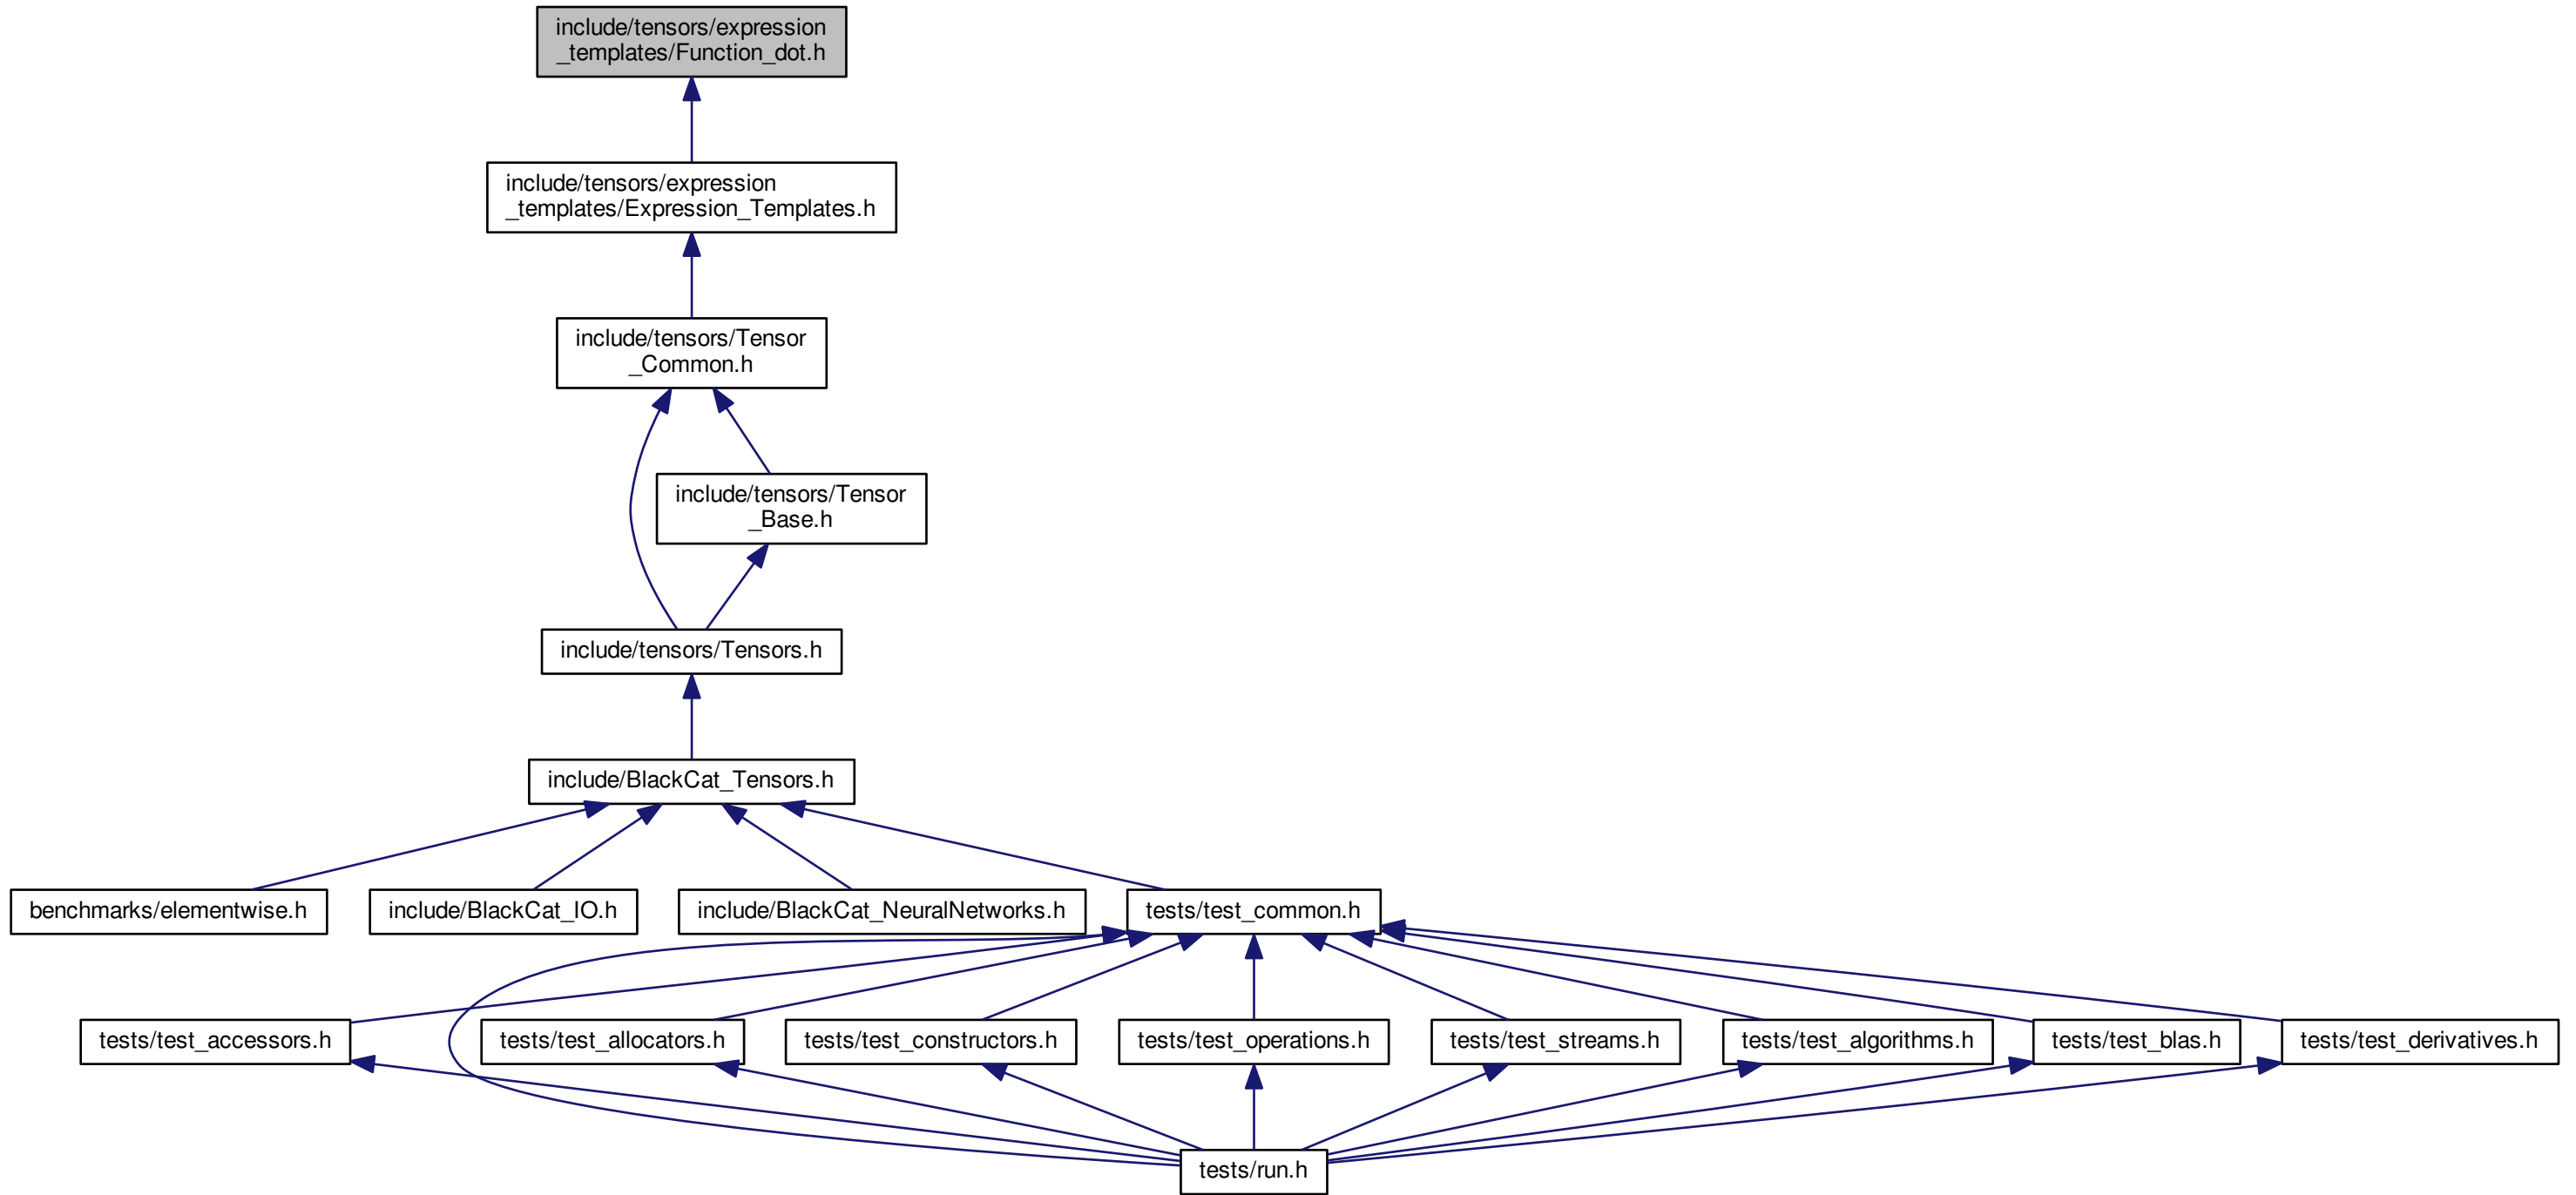 include/tensors/expression
_templates/Function_dot.h
include/tensors/expression
_templates/Expression_Templates.h
include/tensors/Tensor
_Common.h
include/tensors/Tensor
_Base.h
include/tensors/Tensors.h
include/BlackCat_Tensors.h
benchmarks/elementwise.h
include/BlackCat_IO.h
include/BlackCat_NeuralNetworks.h
tests/test_common.h
tests/test_accessors.h
tests/test_allocators.h
tests/test_constructors.h
tests/test_operations.h
tests/test_streams.h
tests/test_algorithms.h
tests/test_blas.h
tests/test_derivatives.h
tests/run.h